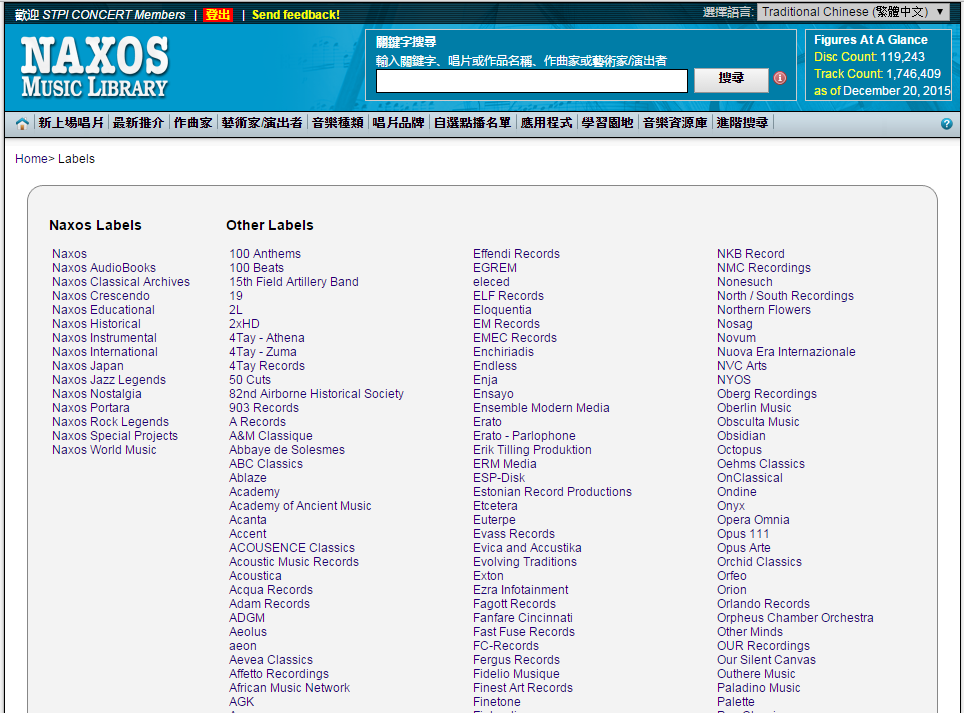 歡迎 STPI CONCERT Members | 登出 | Send feedback!
選擇語言: Traditional Chinese (繁體中文)
NAXOS
MUSIC LIBRARY
關鍵字搜尋
輸入關鍵字、唱片或作品名稱、作曲家或藝術家/演出者
搜尋
Figures At A Glance
Disc Count: 119,243
Track Count: 1,746,409
as of December 20, 2015
新上場唱片 最新推介 作曲家 藝術家/演出者 音樂種類 唱片品牌 自選點播名單 應用程式 學習園地 音樂資源庫 進階搜尋
Home> Labels
Naxos Labels
Naxos
Naxos AudioBooks
Naxos Classical Archives
Naxos Crescendo
Naxos Educational
Naxos Historical
Naxos Instrumental
Naxos International
Naxos Japan
Naxos Jazz Legends
Naxos Nostalgia
Naxos Portara
Naxos Rock Legends
Naxos Special Projects
Naxos World Music
Other Labels
100 Anthems
100 Beats
15th Field Artillery Band
19
2L
2xHD
4Tay - Athena
4Tay - Zuma
4Tay Records
50 Cuts
82nd Airborne Historical Society
903 Records
A Records
A&M Classique
Abbaye de Solesmes
ABC Classics
Ablaze
Academy
Academy of Ancient Music
Acanta
Accent
ACOUSENCE Classics
Acoustic Music Records
Acoustica
Acqua Records
Adam Records
ADGM
Aeolus
aeon
Aevea Classics
Affetto Recordings
African Music Network
AGK
Effendi Records
EGREM
eleced
ELF Records
Eloquentia
EM Records
EMEC Records
Enchiriadis
Endless
Enja
Ensayo
Ensemble Modern Media
Erato
Erato - Parlophone
Erik Tilling Produktion
ERM Media
ESP-Disk
Estonian Record Productions
Etcetera
Euterpe
Evass Records
Evica and Accustika
Evolving Traditions
Exton
Ezra Infotainment
Fagott Records
Fanfare Cincinnati
Fast Fuse Records
FC-Records
Fergus Records
Fidelio Musique
Finest Art Records
Finetone
NKB Record
NMC Recordings
Nonesuch
North / South Recordings
Northern Flowers
Nosag
Novum
Nuova Era Internazionale
NVC Arts
NYOS
Oberg Recordings
Oberlin Music
Obsculta Music
Obsidian
Octopus
Oehms Classics
OnClassical
Ondine
Onyx
Opera Omnia
Opus 111
Opus Arte
Orchid Classics
Orfeo
Orion
Orlando Records
Orpheus Chamber Orchestra
Other Minds
OUR Recordings
Our Silent Canvas
Outhere Music
Paladino Music
Palette